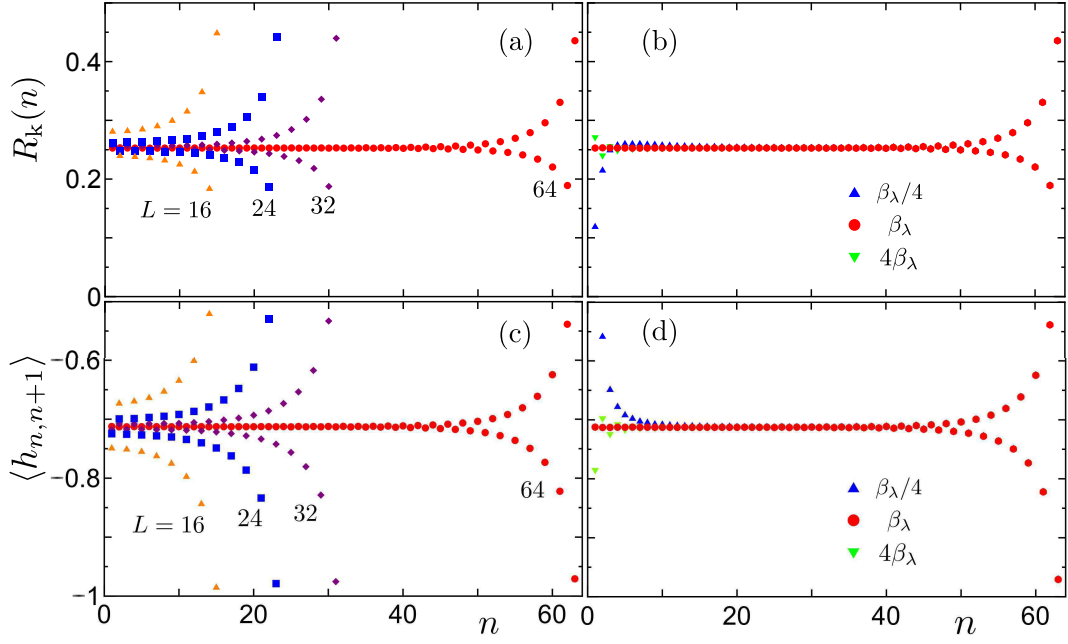 R_k(n)
0.4
0.2
0
(a)
L = 16
24
32
64
(b)
β_λ/4
β_λ
4β_λ
⟨h_{n,n+1}⟩
−0.6
−0.8
−1
(c)
L = 16
24
32
64
0 20 40 60
n
(d)
β_λ/4
β_λ
4β_λ
0 20 40 60
n